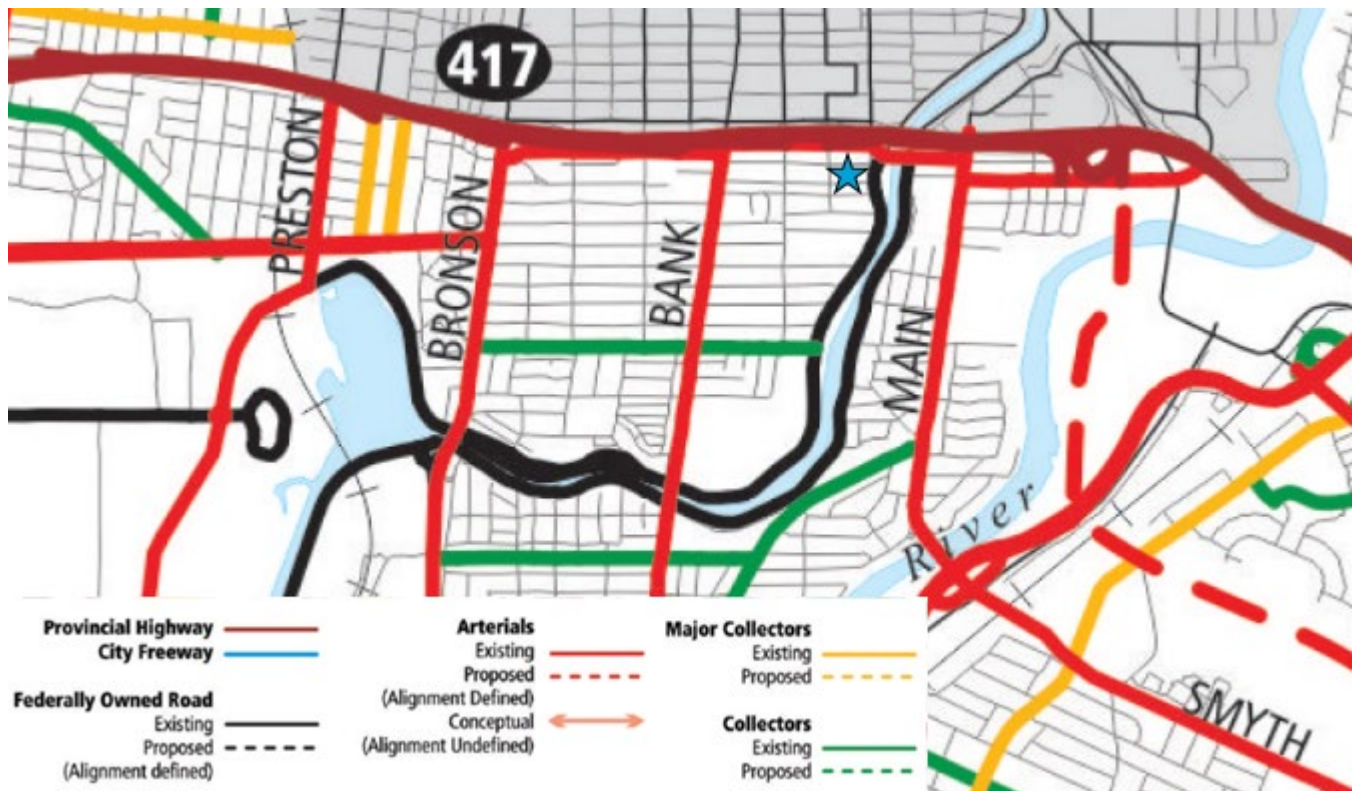 417
PRESTON
BRONSON
BANK
MAIN
River
SMYTH
Provincial Highway
City Freeway
Federally Owned Road
Existing
Proposed
(Alignment defined)
Arterials
Existing
Proposed
(Alignment Defined)
Conceptual
(Alignment Undefined)
Major Collectors
Existing
Proposed
Collectors
Existing
Proposed